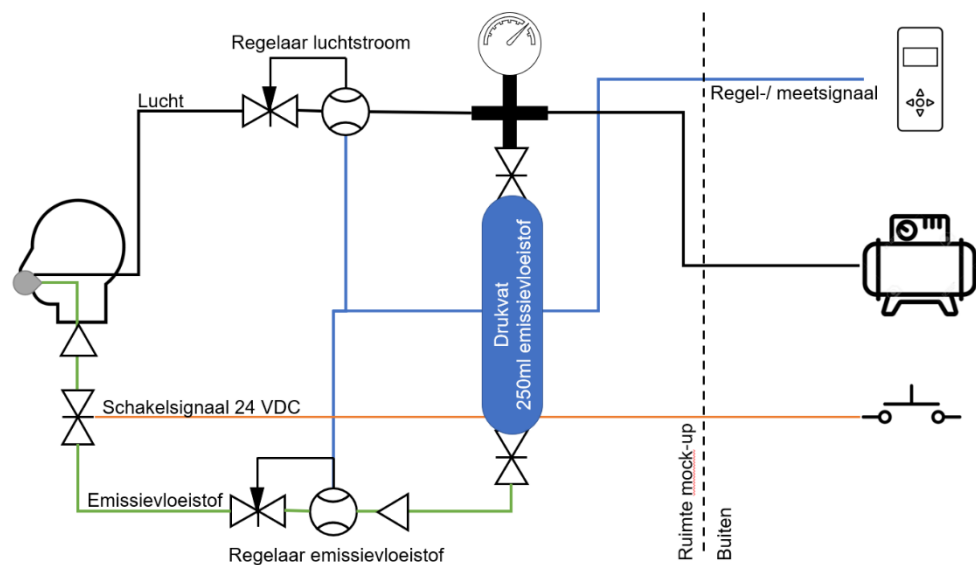 Regelaar luchtstroom
Lucht
Regel-/ meetsignaal
Drukvat
250ml emissievloeistof
Schakelsignaal 24 VDC
Emissievloeistof
Regelaar emissievloeistof
Ruimte mock-up
Buiten